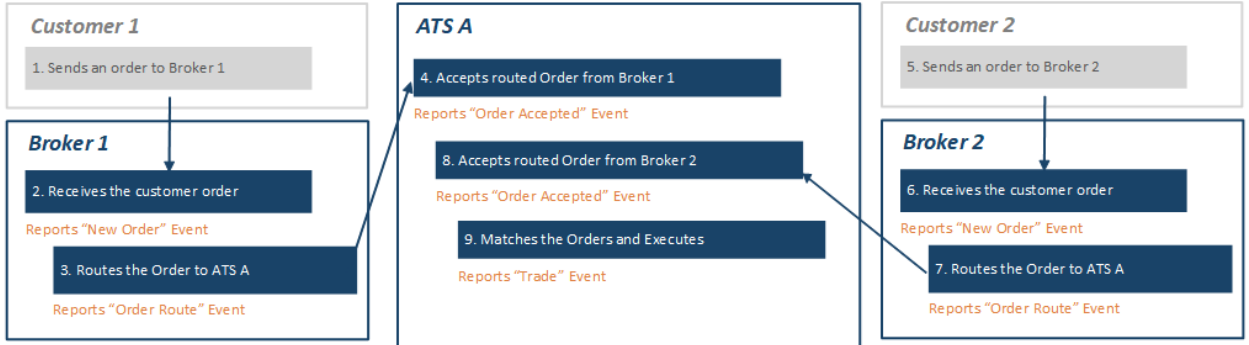 Customer 1
1. Sends an order to Broker 1
Broker 1
2. Receives the customer order
Reports “New Order” Event
3. Routes the Order to ATS A
Reports “Order Route” Event
ATS A
4. Accepts routed Order from Broker 1
Reports “Order Accepted” Event
8. Accepts routed Order from Broker 2
Reports “Order Accepted” Event
9. Matches the Orders and Executes
Reports “Trade” Event
Customer 2
5. Sends an order to Broker 2
Broker 2
6. Receives the customer order
Reports “New Order” Event
7. Routes the Order to ATS A
Reports “Order Route” Event